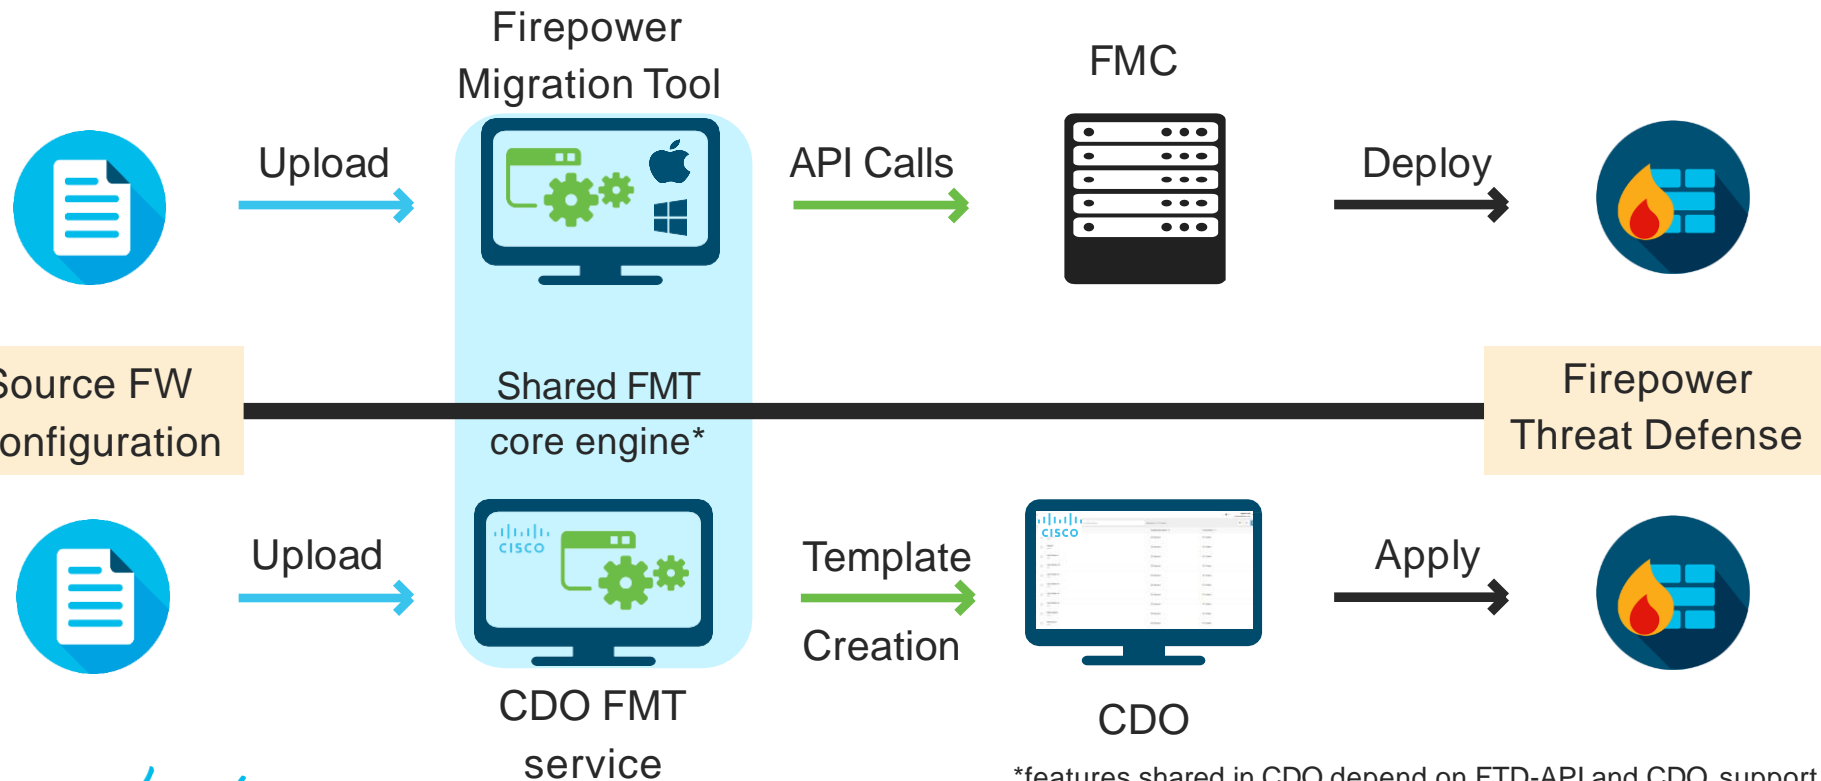 Firepower
Migration Tool
FMC
Upload
API Calls
Deploy
Source FW
onfiguration
Shared FMT
core engine*
Firepower
Threat Defense
Upload
CISCO
Template
Creation
CISCO
Apply
CDO FMT
service
CDO
*features shared in CDO depend on FTD-API and CDO support